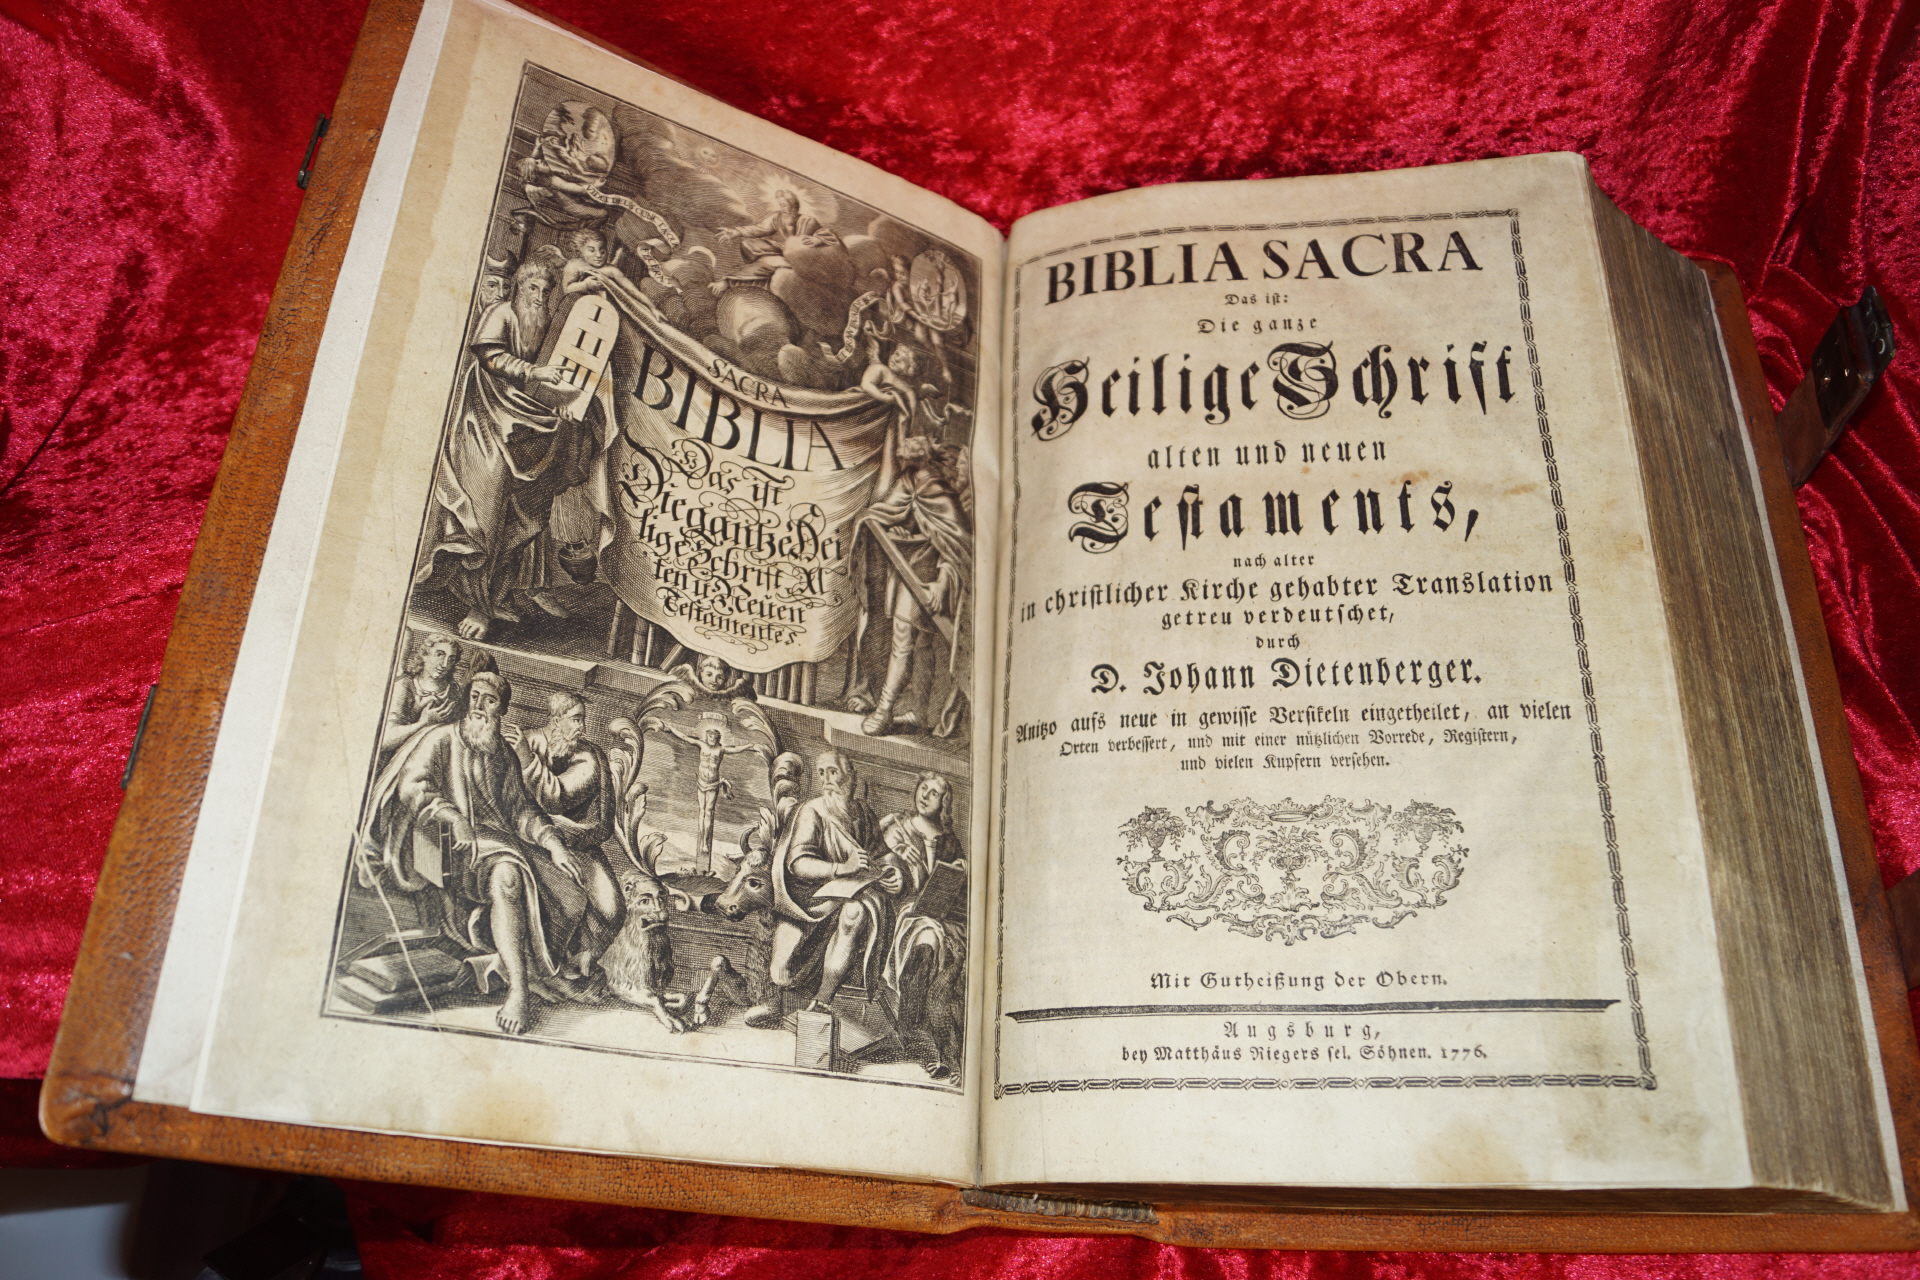 I
II
III
SACRA
BIBLIA
Das ist
Die gantze Hei
lige Schrift Al
ten u. Neuen
Testamentes.
BIBLIA SACRA
Das ist:
Die ganze
Heilige Schrift
alten und neuen
Testaments,
nach alter
in christlicher Kirche gehabter Translation
getreu verdeutschet,
durch
D. Johann Dietenberger.
Anitzo aufs neue in gewisse Versikeln eingetheilet, an vielen
Orten verbessert, und mit einer nützlichen Vorrede, Registern,
und vielen Kupfern versehen.
Mit Gutheißung der Obern.
Augsburg,
bey Matthäus Riegers sel. Söhnen. 1776.